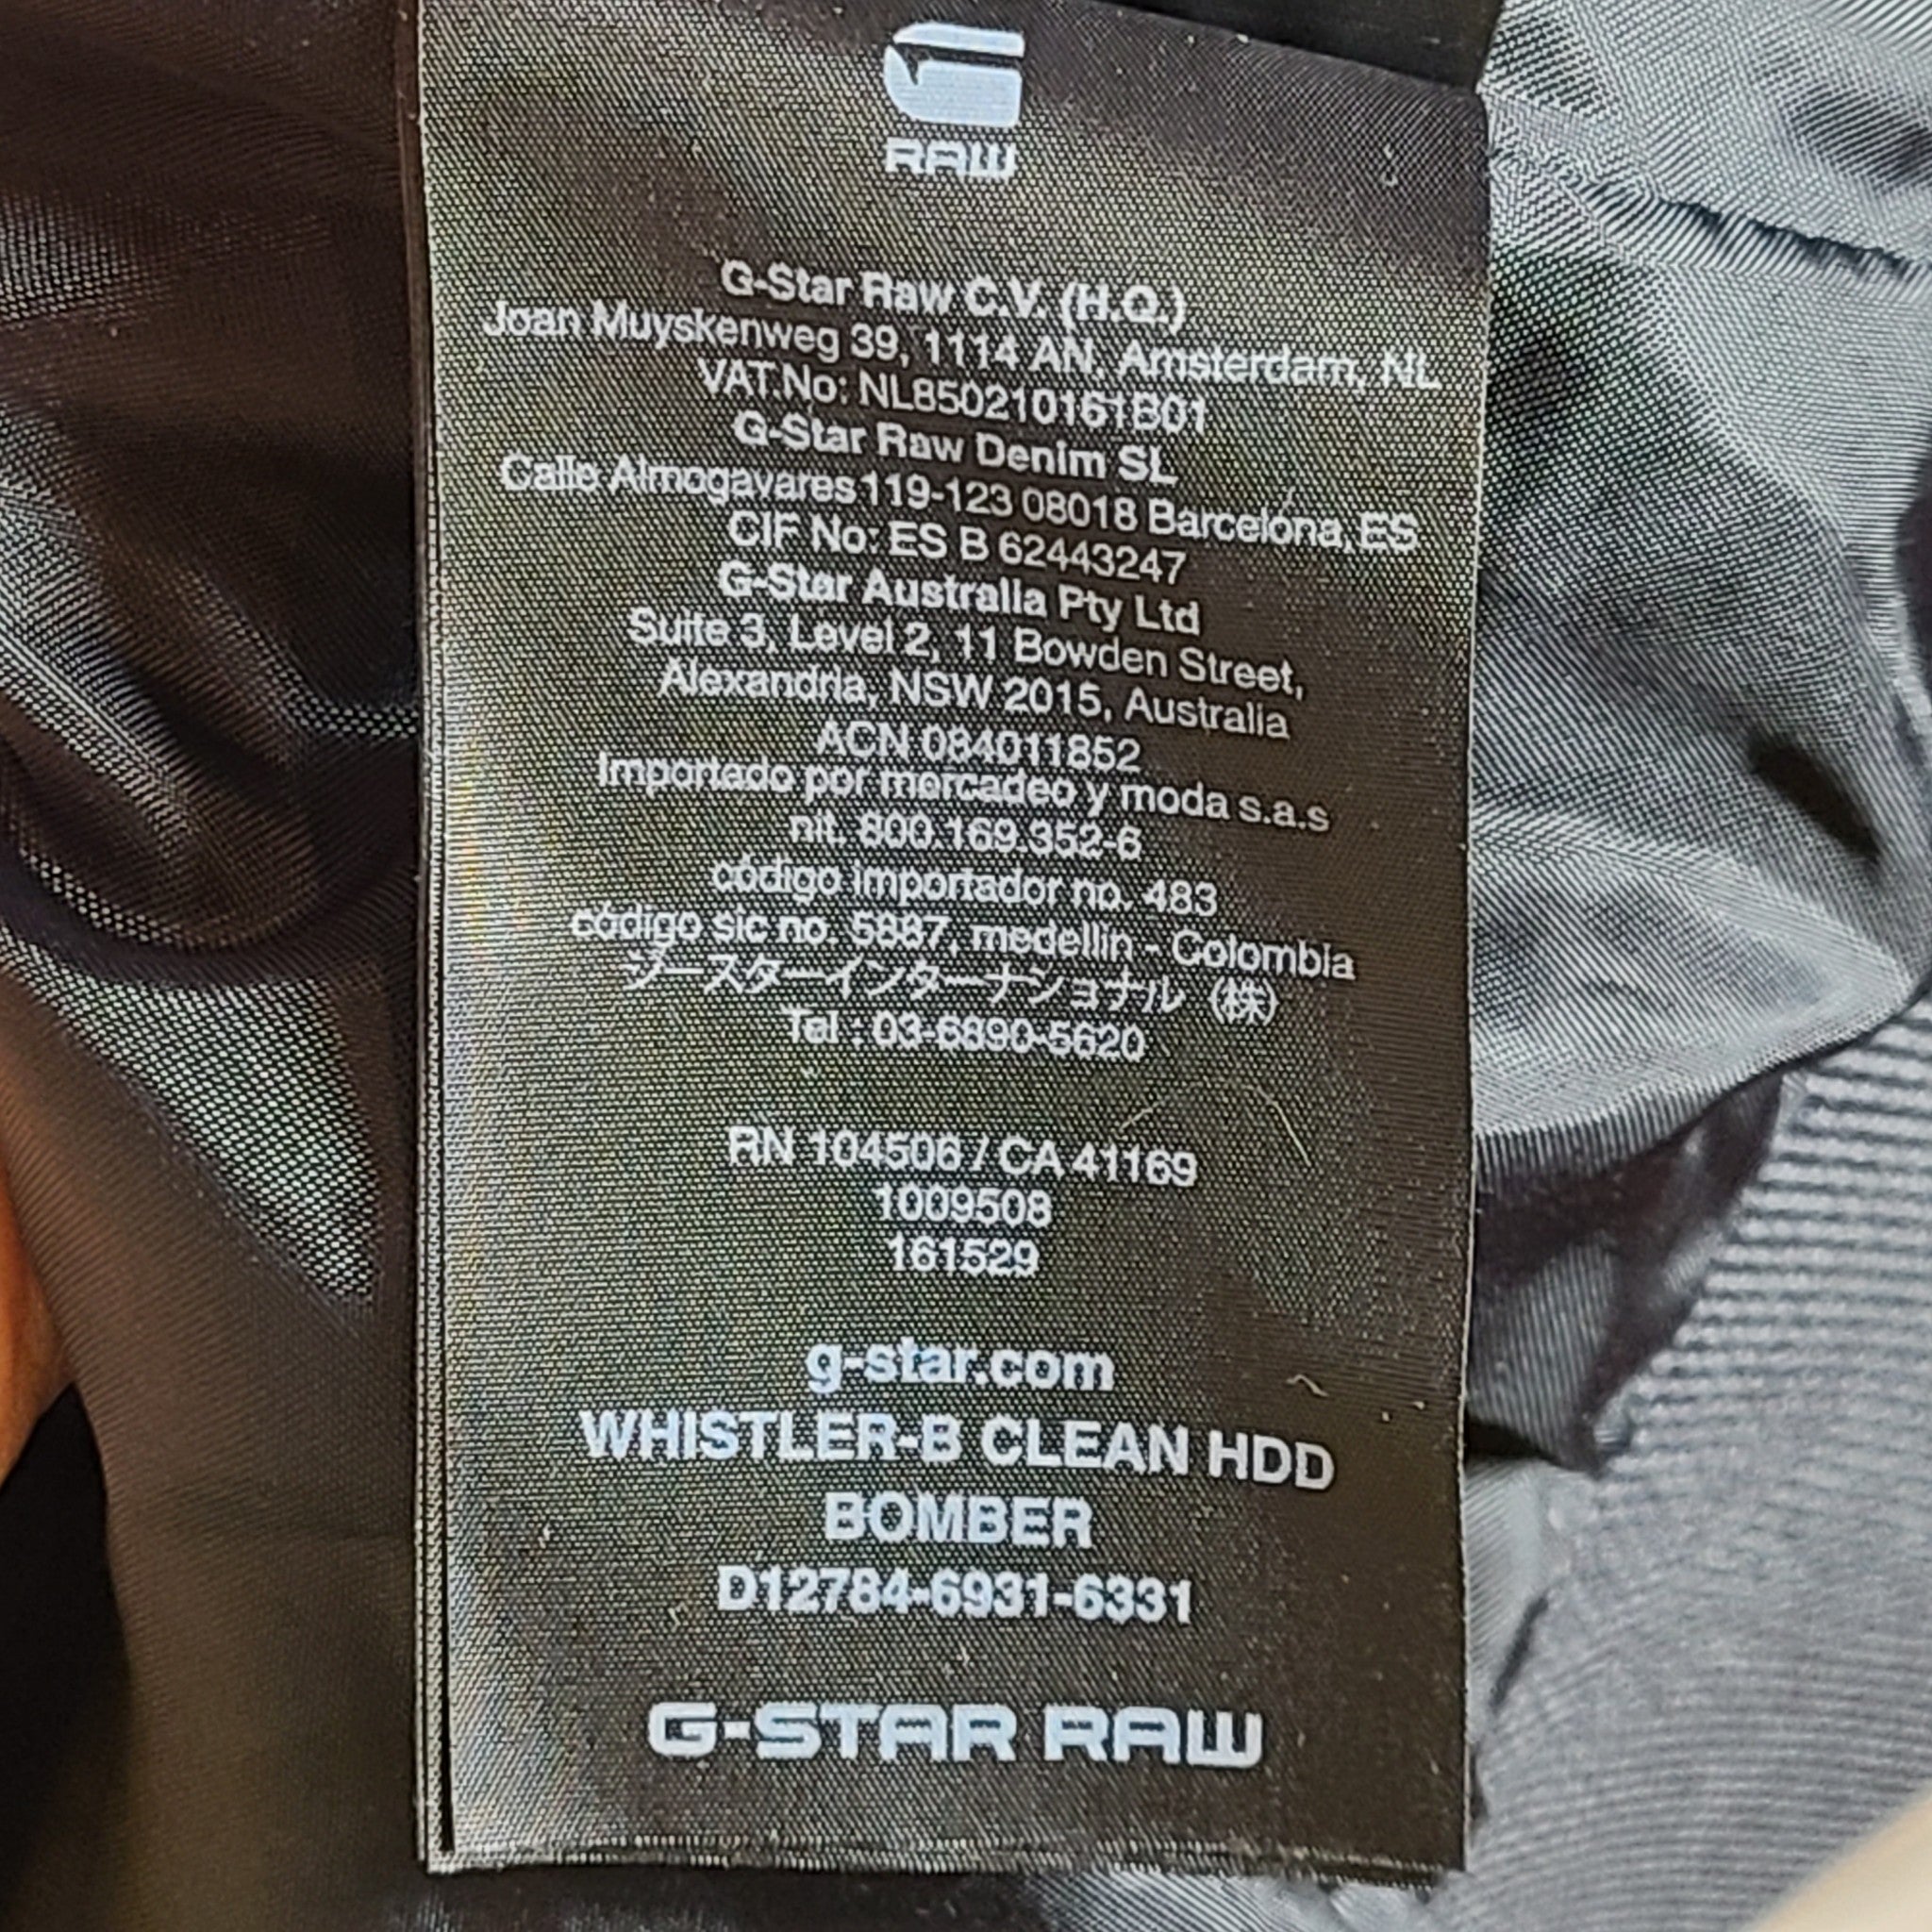 RAW
G-Star Raw C.V. (H.Q.)
Joan Muyskenweg 39, 1114 AN, Amsterdam, NL
VAT.No: NL850210161B01
G-Star Raw Denim SL
Calle Almogavares 119-123 08018 Barcelona, ES
CIF No: ES B 62443247
G-Star Australia Pty Ltd
Suite 3, Level 2, 11 Bowden Street,
Alexandria, NSW 2015, Australia
ACN 084011852
Importado por mercadeo y moda s.a.s
nit. 800.169.352-6
código importador no. 483
código sic no. 5887, medellin - Colombia
ジースターインターナショナル (株)
Tel : 03-6890-5620
RN 104506 / CA 41169
1009508
161529
g-star.com
WHISTLER-B CLEAN HDD
BOMBER
D12784-6931-6331
G-STAR RAW